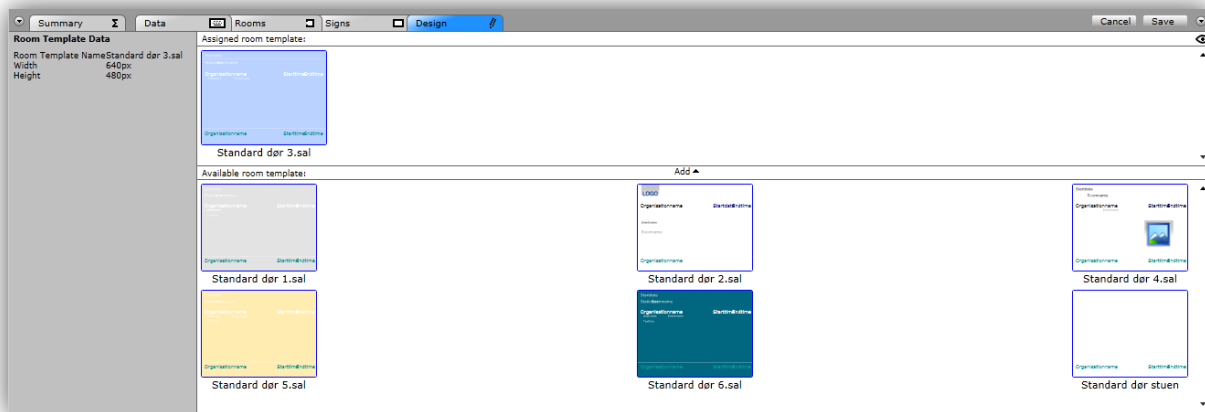 Summary Σ Data Rooms Signs Design Cancel Save
Room Template Data
Room Template NameStandard dør 3.sal
Width 640px
Height 480px
Assigned room template:
Organisationname StarttimeEndtime
Organisationname StarttimeEndtime
Standard dør 3.sal
Available room template:
Add
Organisationname StarttimeEndtime
Organisationname StarttimeEndtime
Standard dør 1.sal
LOGO
Organisationname StartdateEndtime
Organisationname
Standard dør 2.sal
Organisationname StarttimeEndtime
Organisationname StarttimeEndtime
Standard dør 4.sal
Organisationname StarttimeEndtime
Organisationname StarttimeEndtime
Standard dør 5.sal
Organisationname StarttimeEndtime
Organisationname StarttimeEndtime
Standard dør 6.sal
Organisationname StarttimeEndtime
Standard dør stuen